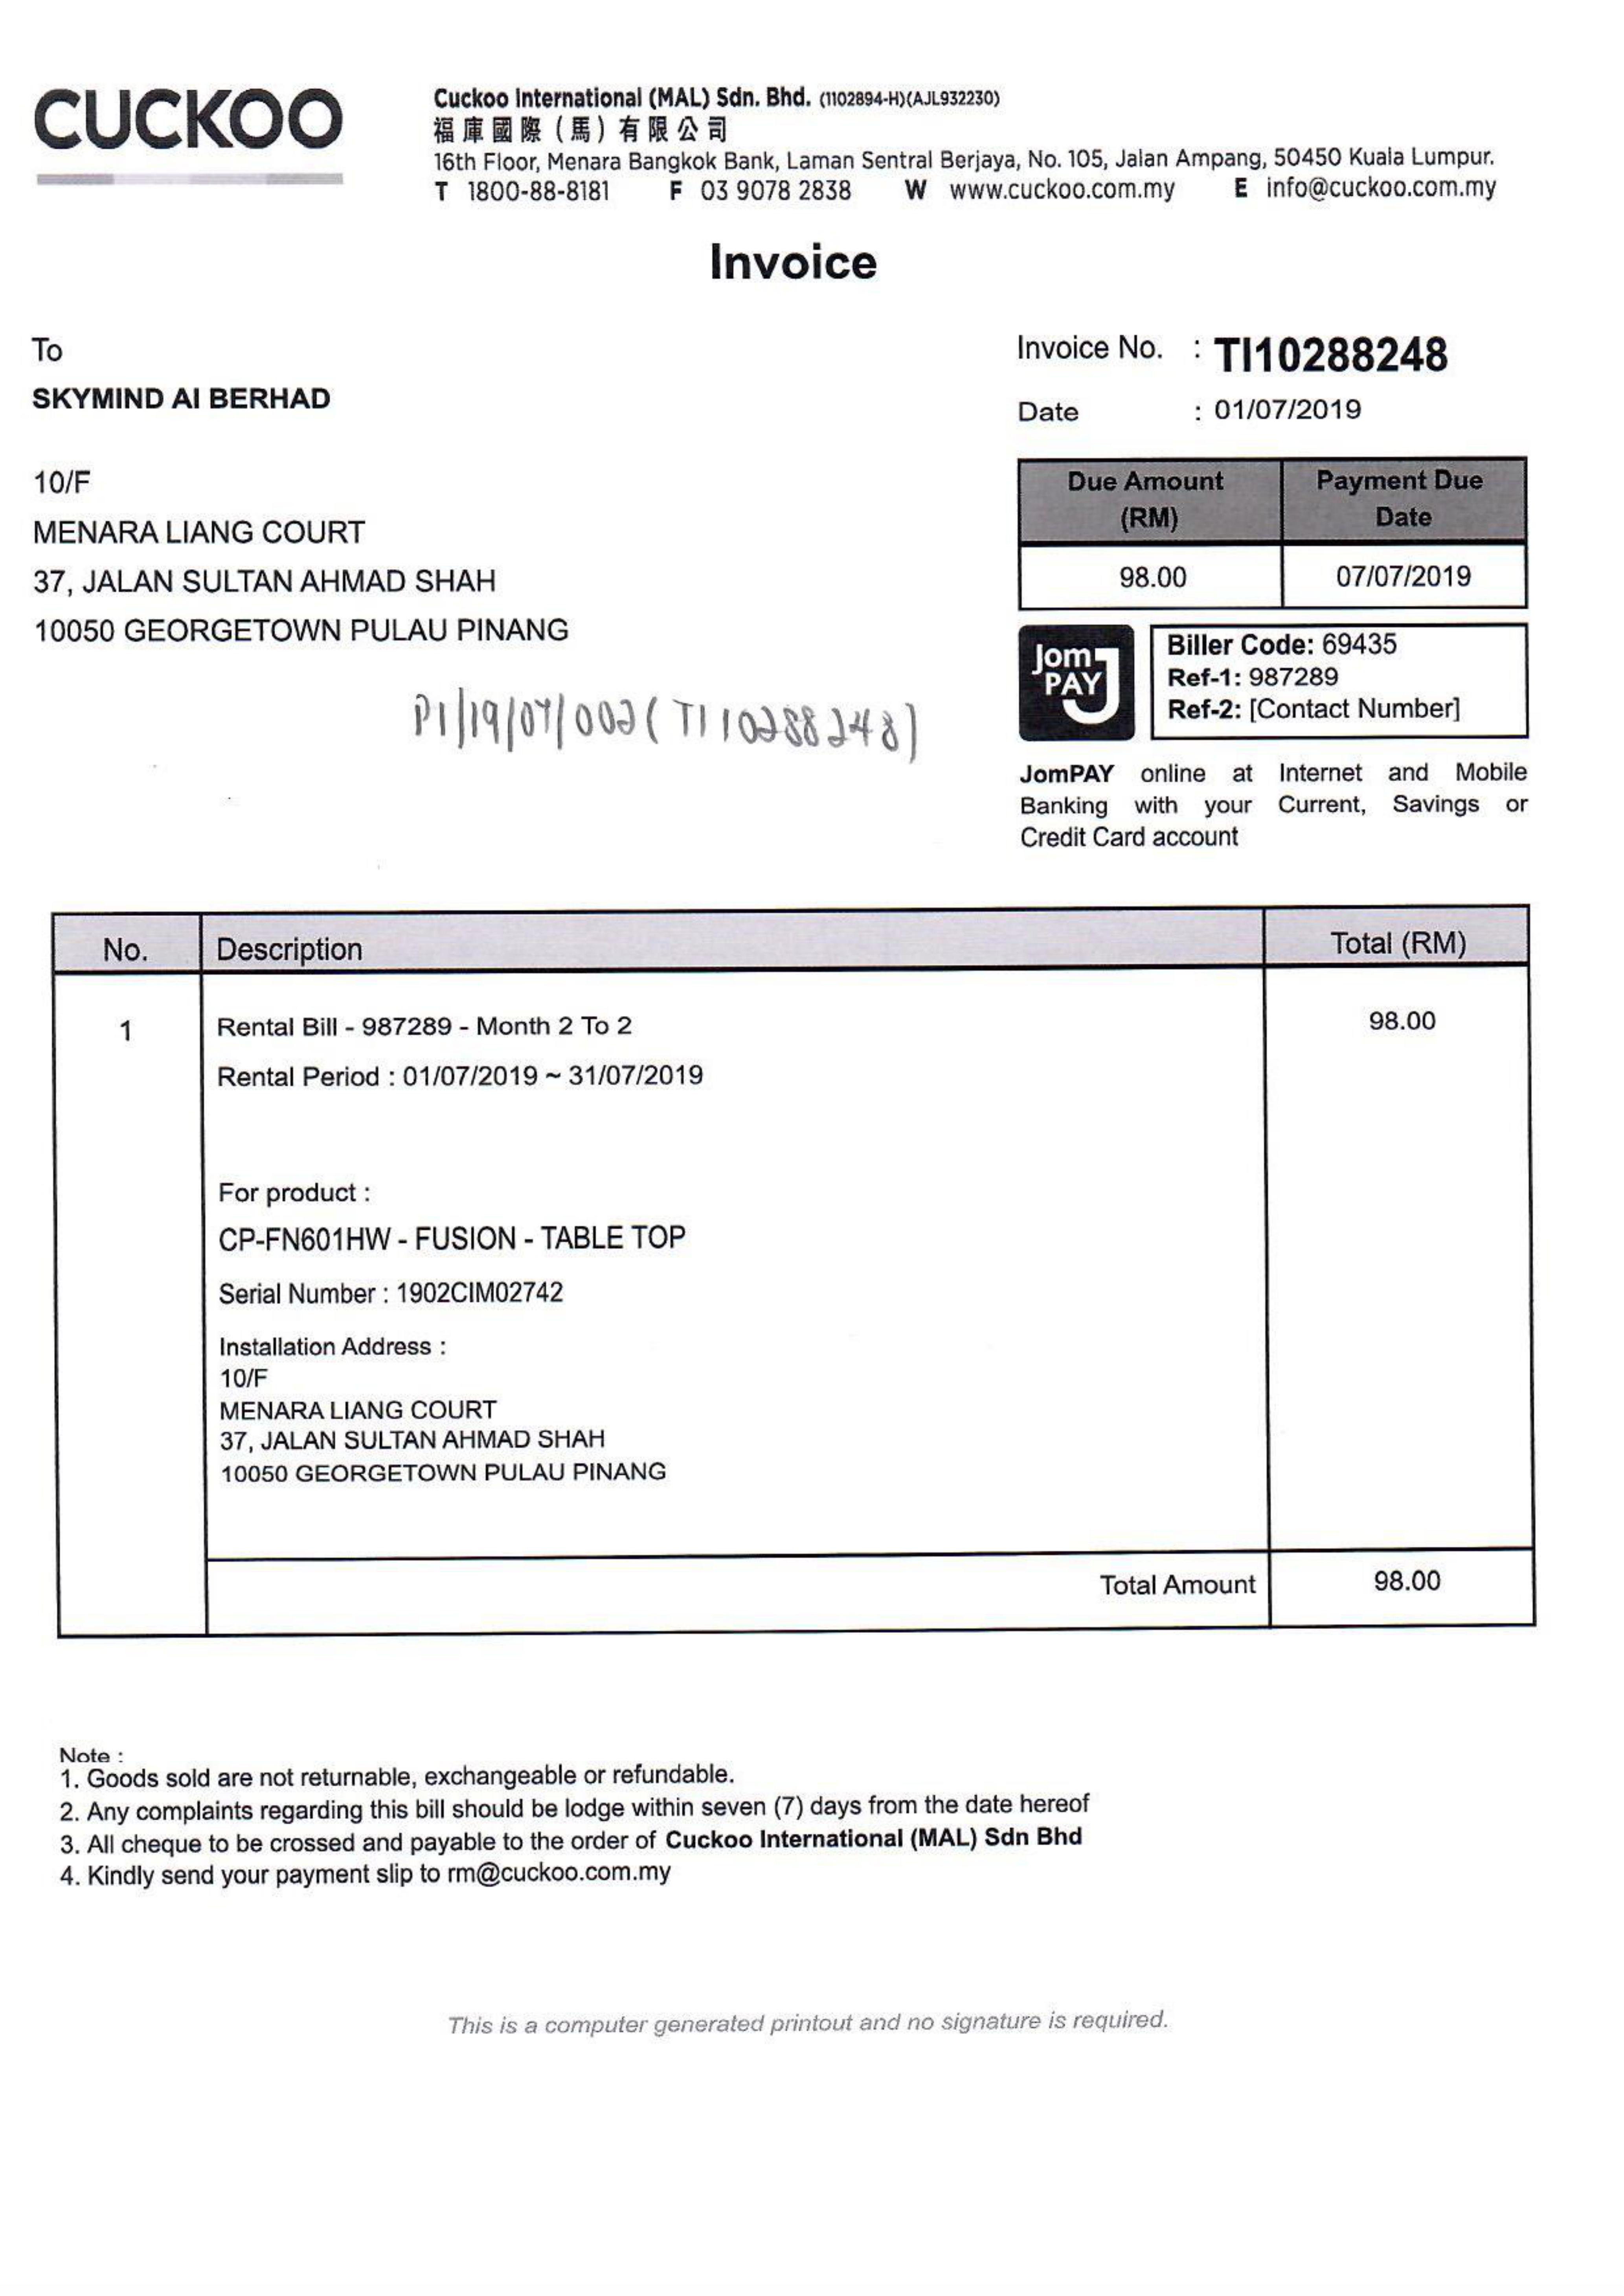 CUCKOO
Cuckoo International (MAL) Sdn. Bhd. (1102894-H)(AJL932230)
福庫國際（馬）有限公司
16th Floor, Menara Bangkok Bank, Laman Sentral Berjaya, No. 105, Jalan Ampang, 50450 Kuala Lumpur.
T 1800-88-8181 F 03 9078 2838 W www.cuckoo.com.my E info@cuckoo.com.my
Invoice
To
SKYMIND AI BERHAD
10/F
MENARA LIANG COURT
37, JALAN SULTAN AHMAD SHAH
10050 GEORGETOWN PULAU PINANG
Invoice No. : TI10288248
Date : 01/07/2019
Due Amount (RM) Payment Due Date
98.00 07/07/2019
Jom PAY
Biller Code: 69435
Ref-1: 987289
Ref-2: [Contact Number]
JomPAY online at Internet and Mobile
Banking with your Current, Savings or
Credit Card account
PI/19/07/002 (TI10288248)
No. Description Total (RM)
1 Rental Bill - 987289 - Month 2 To 2 98.00
Rental Period : 01/07/2019 ~ 31/07/2019
For product :
CP-FN601HW - FUSION - TABLE TOP
Serial Number : 1902CIM02742
Installation Address :
10/F
MENARA LIANG COURT
37, JALAN SULTAN AHMAD SHAH
10050 GEORGETOWN PULAU PINANG
Total Amount 98.00
Note :
1. Goods sold are not returnable, exchangeable or refundable.
2. Any complaints regarding this bill should be lodge within seven (7) days from the date hereof
3. All cheque to be crossed and payable to the order of Cuckoo International (MAL) Sdn Bhd
4. Kindly send your payment slip to rm@cuckoo.com.my
This is a computer generated printout and no signature is required.